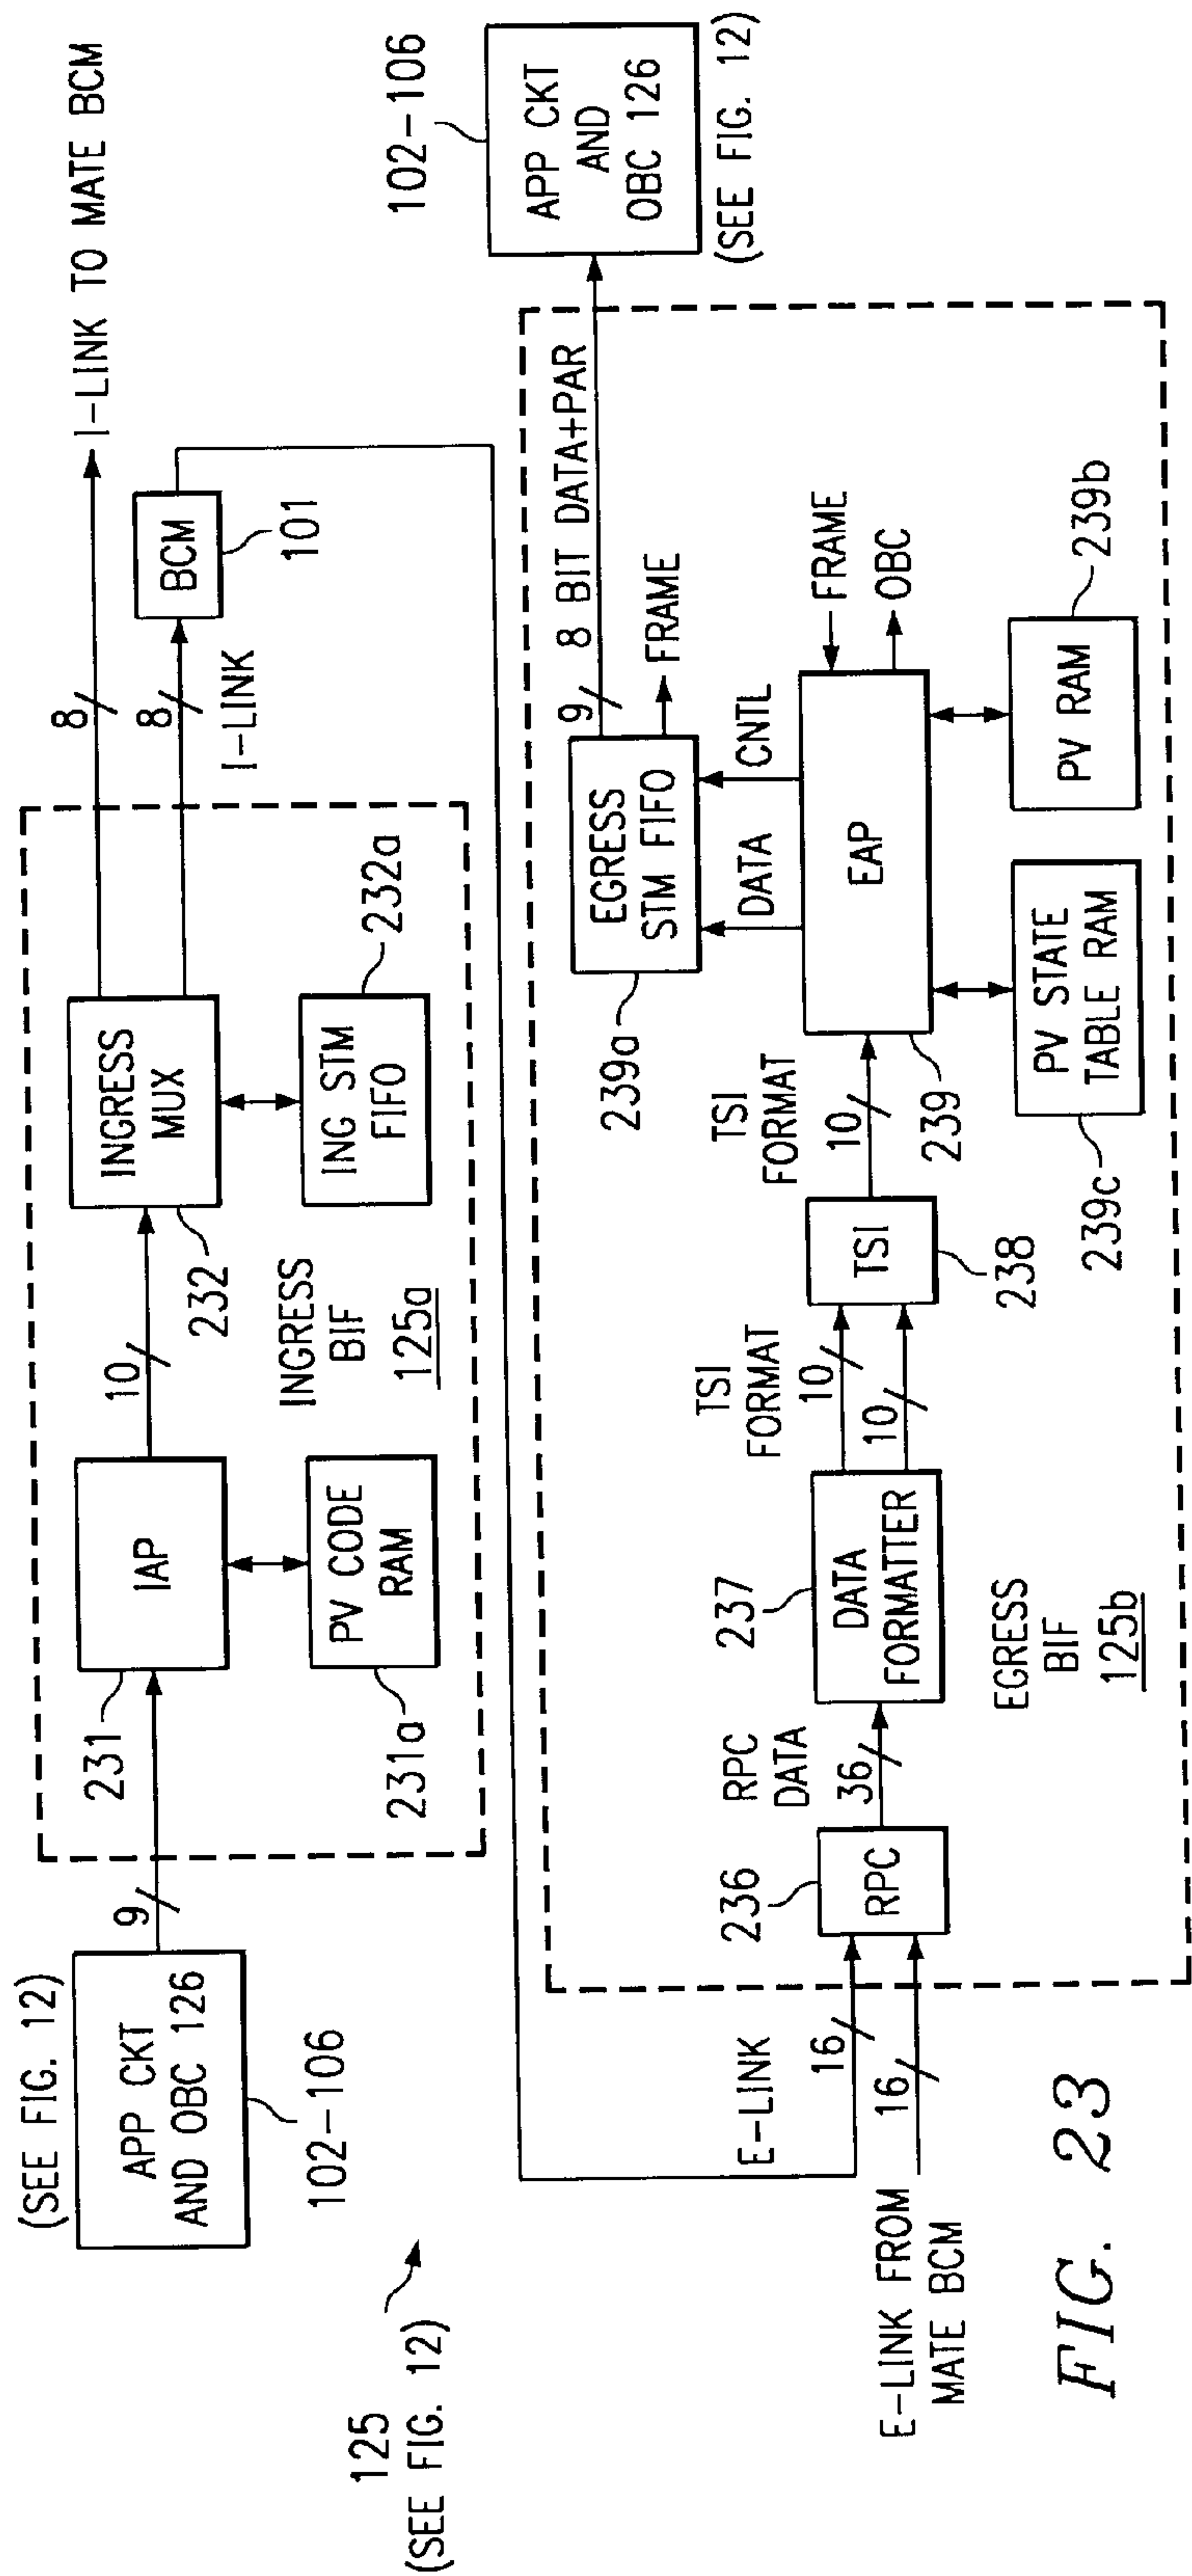 (SEE FIG. 12)
APP CKT
AND OBC 126
102-106
9
231
IAP
PV CODE
RAM
231a
10
INGRESS
MUX
232
ING STM
FIFO
232a
INGRESS
BIF
125a
8
8
I-LINK
I-LINK TO MATE BCM
BCM
101
125
(SEE FIG. 12)
E-LINK
16
16
E-LINK FROM
MATE BCM
236
RPC
RPC
DATA
36
237
DATA
FORMATTER
TSI
FORMAT
10
10
TSI
238
TSI
FORMAT
10
EAP
239
EGRESS
STM FIFO
239a
DATA
CNTL
FRAME
FRAME
OBC
PV STATE
TABLE RAM
239c
PV RAM
239b
9
8 BIT DATA+PAR
EGRESS
BIF
125b
102-106
APP CKT
AND
OBC 126
(SEE FIG. 12)
FIG. 23